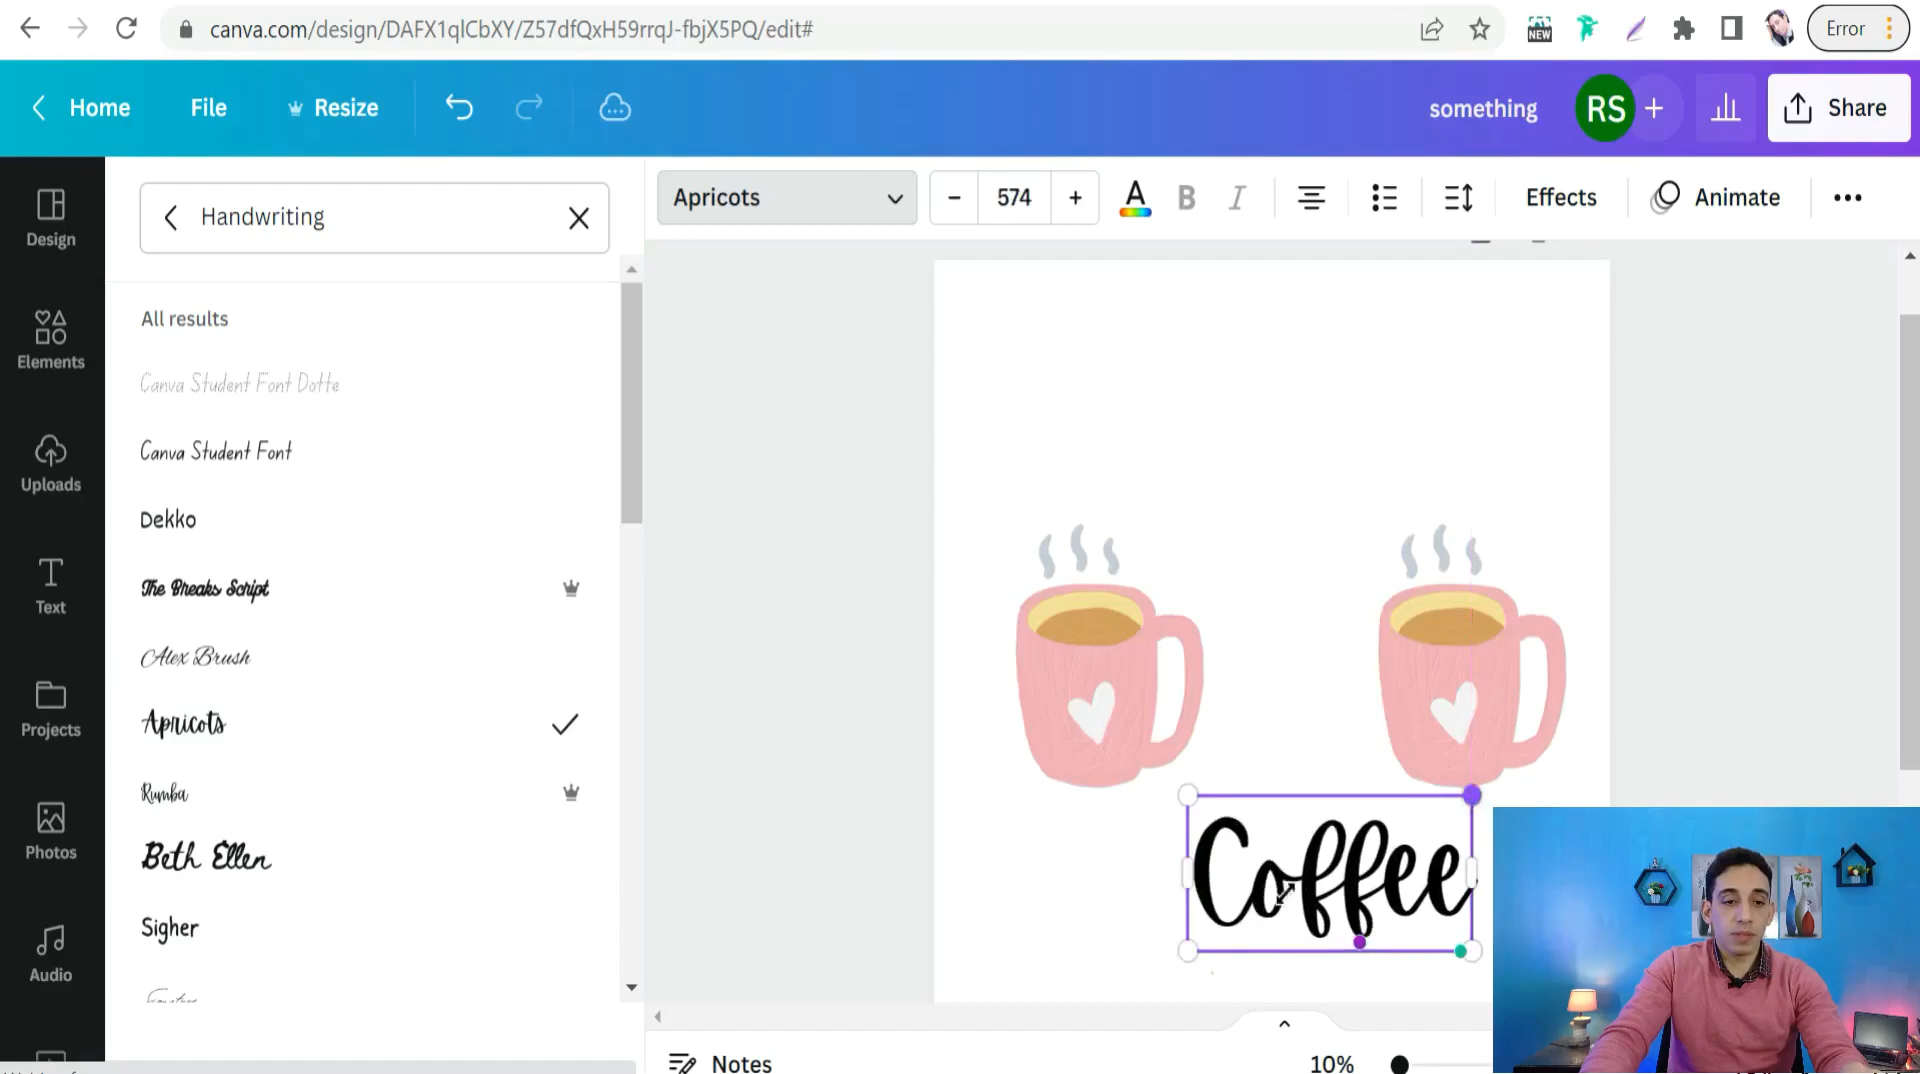 canva.com/design/DAFX1qlCbXY/Z57dfQxH59rrqJ-fbjX5PQ/edit#
NEW
Error
Home
File
Resize
something
RS
Share
Design
Elements
Uploads
Text
Projects
Photos
Audio
Handwriting
All results
Canva Student Font Dotte
Canva Student Font
Dekko
The Breaks Script
Alex Brush
Apricots
Rumba
Beth Ellen
Sigher
Apricots
574
A
B
I
Effects
Animate
Coffee
Notes
10%